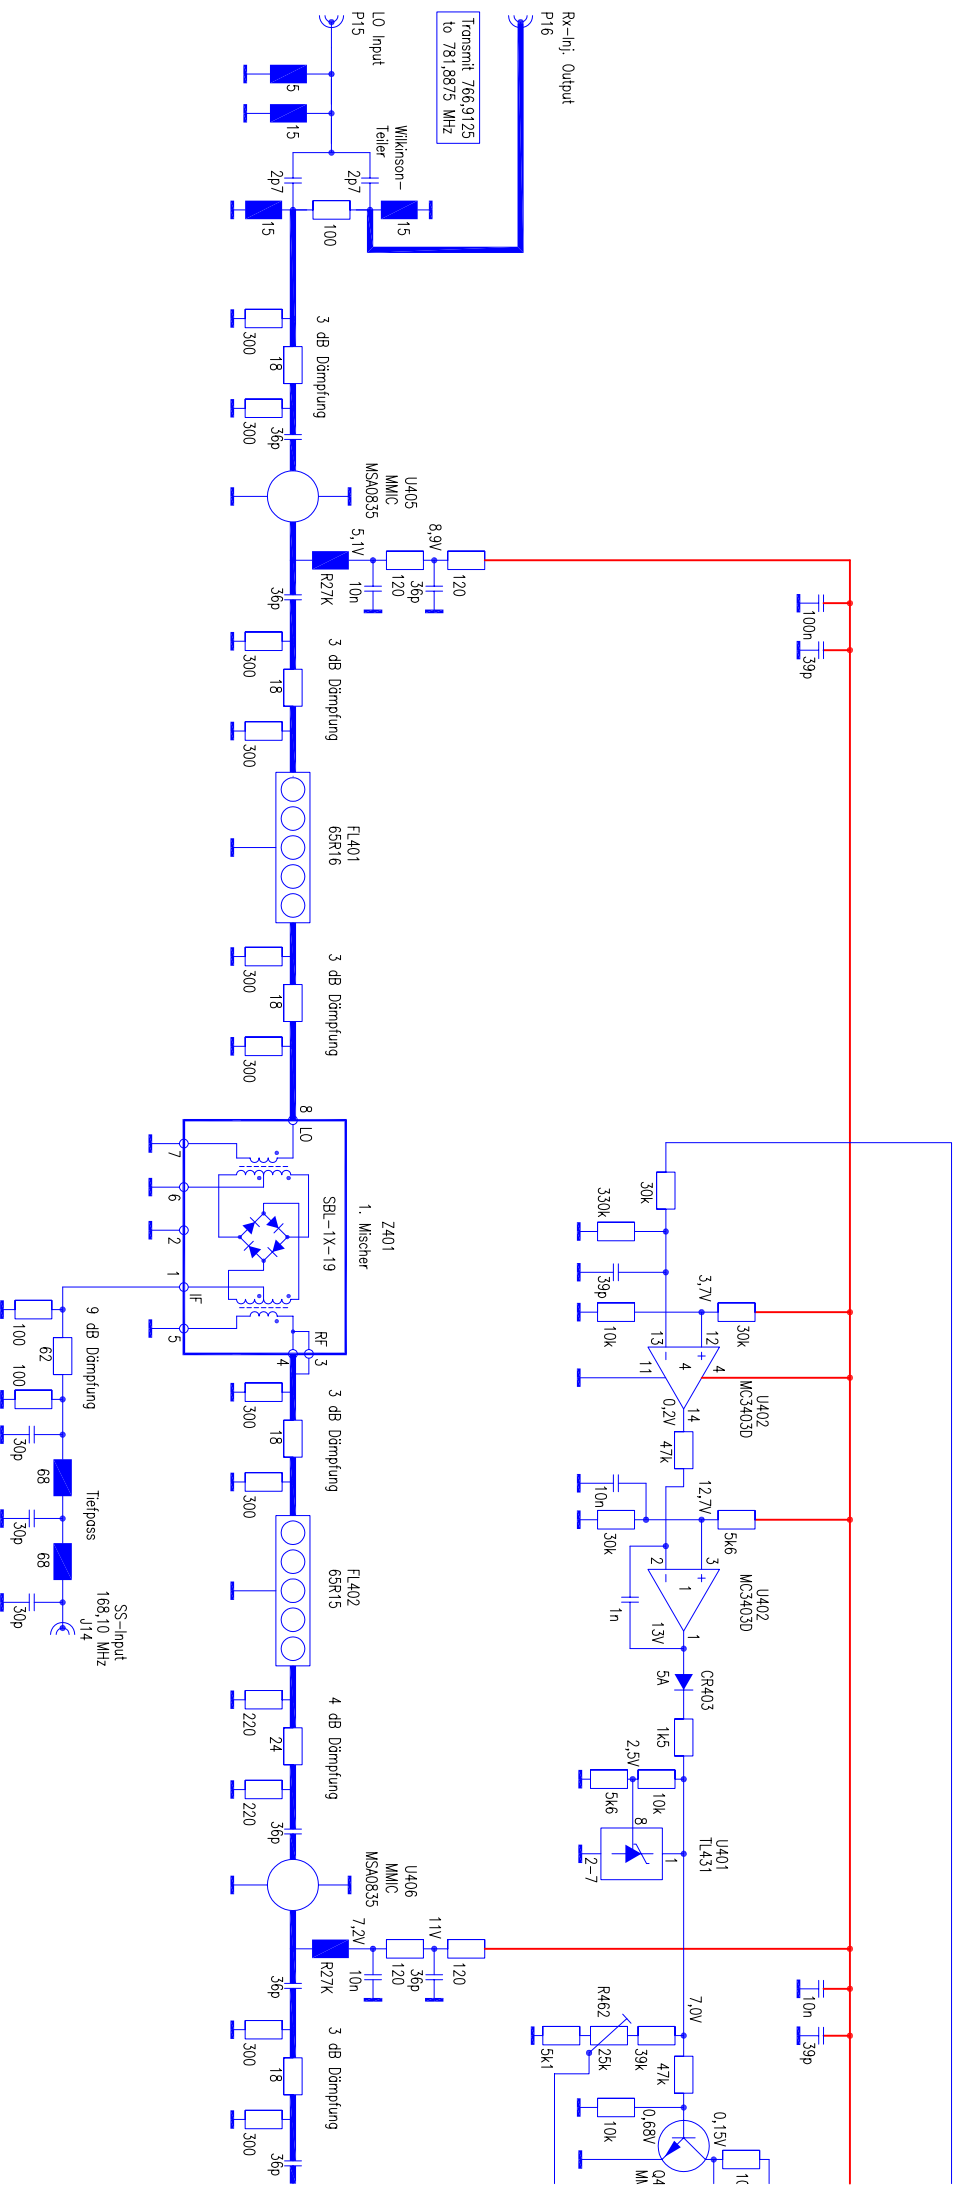 Rx-Inj. Output
P16
Transmit 766,9125
to 781,8875 MHz
LO Input
P15
5
15
Wilkinson-
Teiler
2p7
2p7
15
100
15
3 dB Dämpfung
300
18
300
36p
U405
MMIC
MSA0835
5,1V
8,9V
R27K
10n
120
36p
120
100n
39p
36p
3 dB Dämpfung
300
18
300
FL401
65R16
3 dB Dämpfung
300
18
300
8
LO
7
6
2
1
IF
5
RF
4
3
Z401
1. Mischer
SBL-1X-19
9 dB Dämpfung
100
62
100
30p
68
Tiefpass
30p
68
30p
SS-Input
168,10 MHz
J14
3 dB Dämpfung
300
18
300
FL402
65R15
4 dB Dämpfung
220
24
220
36p
U406
MMIC
MSA0835
7,2V
11V
R27K
10n
120
36p
120
36p
3 dB Dämpfung
300
18
300
36p
30k
330k
39p
10k
3,7V
30k
13
12
-
+
4
4
11
14
0,2V
U402
MC3403D
47k
10n
30k
12,7V
5k6
2
3
-
+
1
1
13V
1n
U402
MC3403D
CR403
5A
1k5
2,5V
5k6
10k
8
1
2-7
U401
TL431
10n
39p
7,0V
R462
5k1
25k
39k
47k
10k
0,68V
0,15V